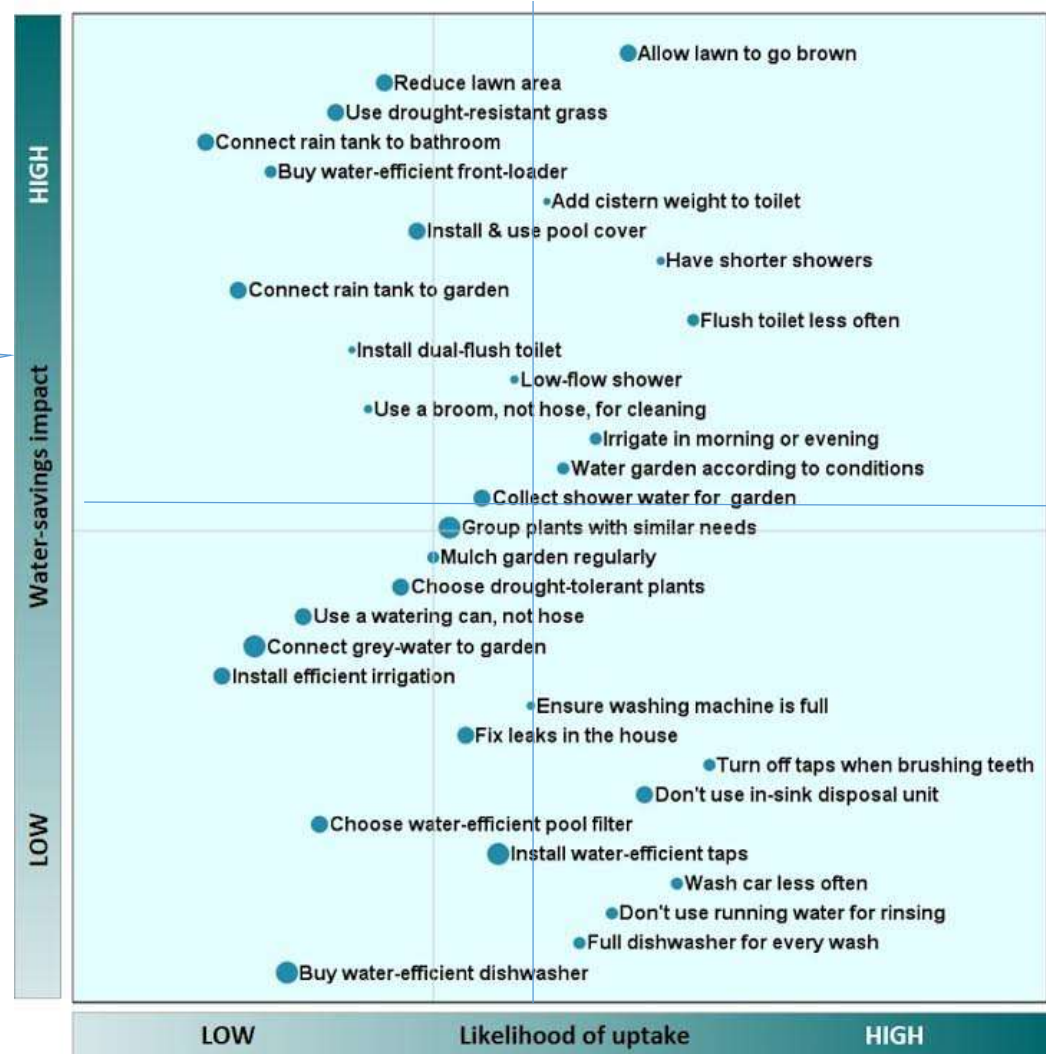 HIGH
Water-savings impact
LOW
Allow lawn to go brown
Reduce lawn area
Use drought-resistant grass
Connect rain tank to bathroom
Buy water-efficient front-loader
Add cistern weight to toilet
Install & use pool cover
Have shorter showers
Connect rain tank to garden
Flush toilet less often
Install dual-flush toilet
Low-flow shower
Use a broom, not hose, for cleaning
Irrigate in morning or evening
Water garden according to conditions
Collect shower water for garden
Group plants with similar needs
Mulch garden regularly
Choose drought-tolerant plants
Use a watering can, not hose
Connect grey-water to garden
Install efficient irrigation
Ensure washing machine is full
Fix leaks in the house
Turn off taps when brushing teeth
Don't use in-sink disposal unit
Choose water-efficient pool filter
Install water-efficient taps
Wash car less often
Don't use running water for rinsing
Full dishwasher for every wash
Buy water-efficient dishwasher
LOW Likelihood of uptake HIGH